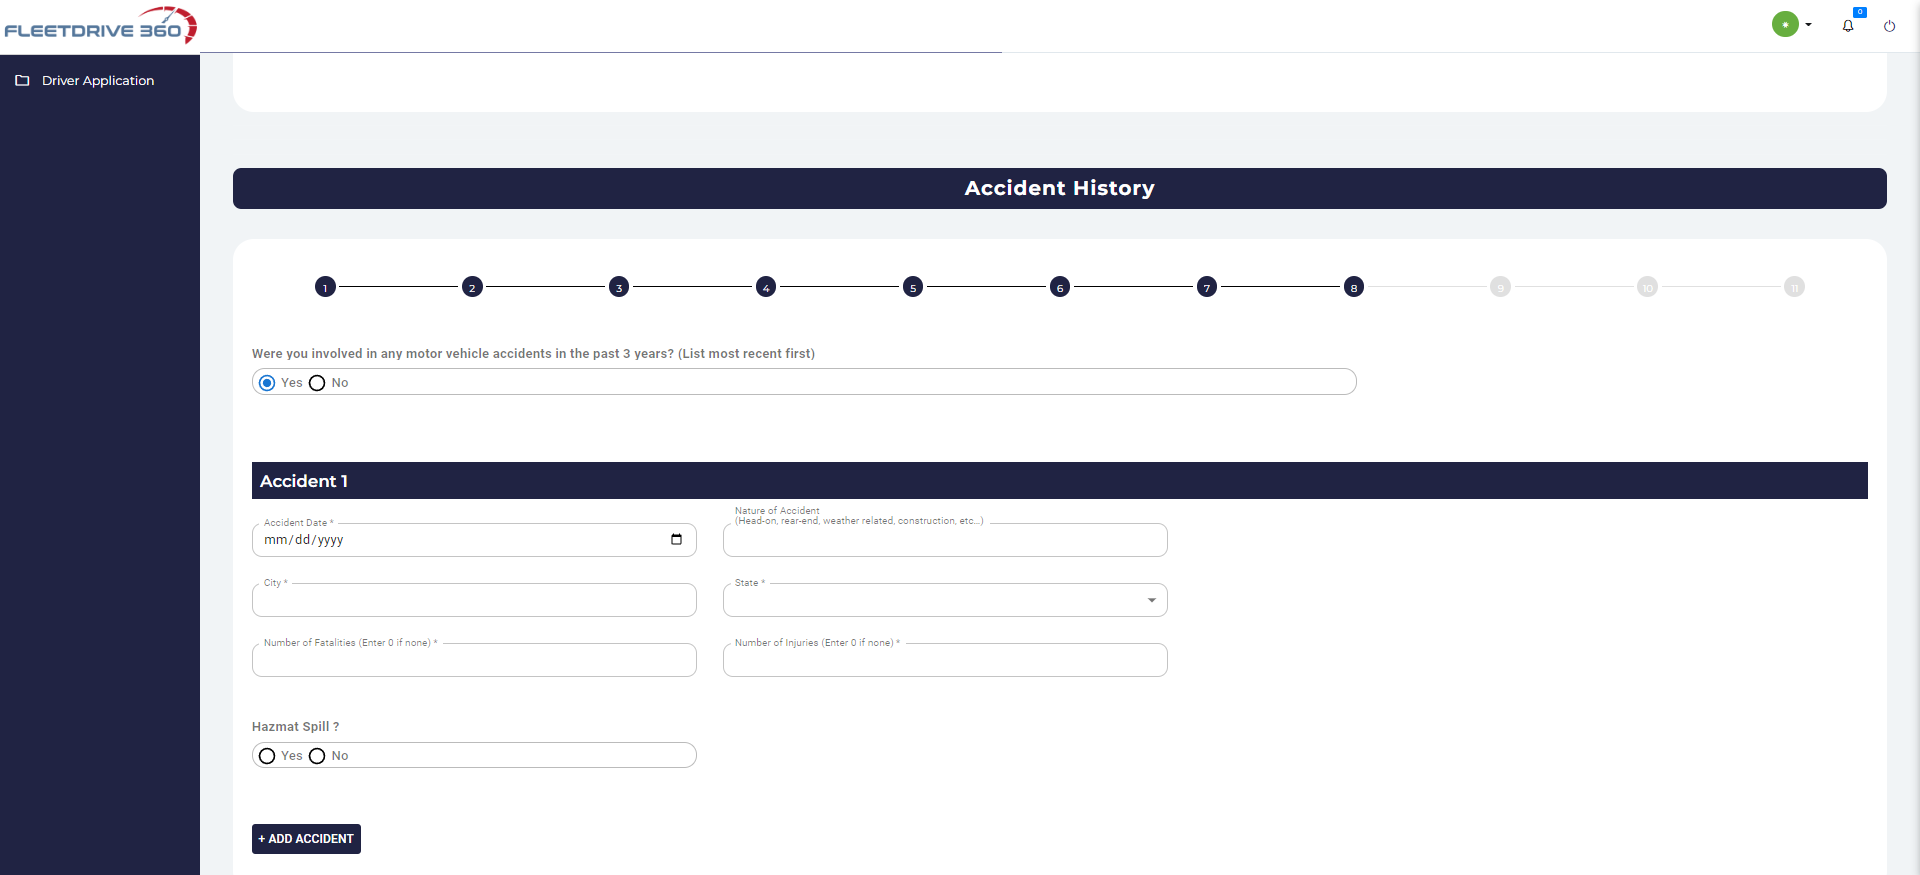 FLEETDRIVE 360
0
Driver Application
Accident History
1 2 3 4 5 6 7 8 9 10 11
Were you involved in any motor vehicle accidents in the past 3 years? (List most recent first)
Yes No
Accident 1
Accident Date *
mm/dd/yyyy
Nature of Accident
(Head-on, rear-end, weather related, construction, etc...)
City *
State *
Number of Fatalities (Enter 0 if none) *
Number of Injuries (Enter 0 if none) *
Hazmat Spill ?
Yes No
+ ADD ACCIDENT